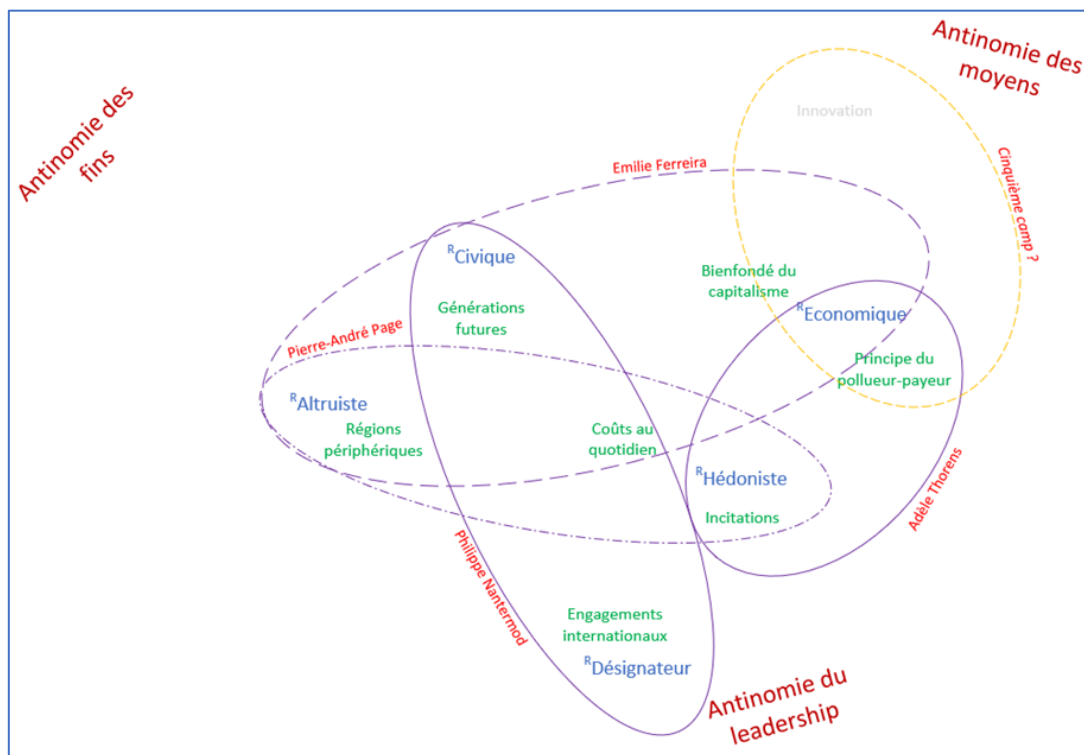 Antinomie des
fins
Antinomie des
moyens
Innovation
Cinquième camp ?
Emilie Ferreira
RCivique
Bienfondé du
capitalisme
Générations
futures
REconomique
Pierre-André Page
Principe du
pollueur-payeur
RAltruiste
Régions
périphériques
Coûts au
quotidien
RHédoniste
Incitations
Adèle Thorens
Philippe Nantermod
Engagements
internationaux
RDésignateur
Antinomie du
leadership